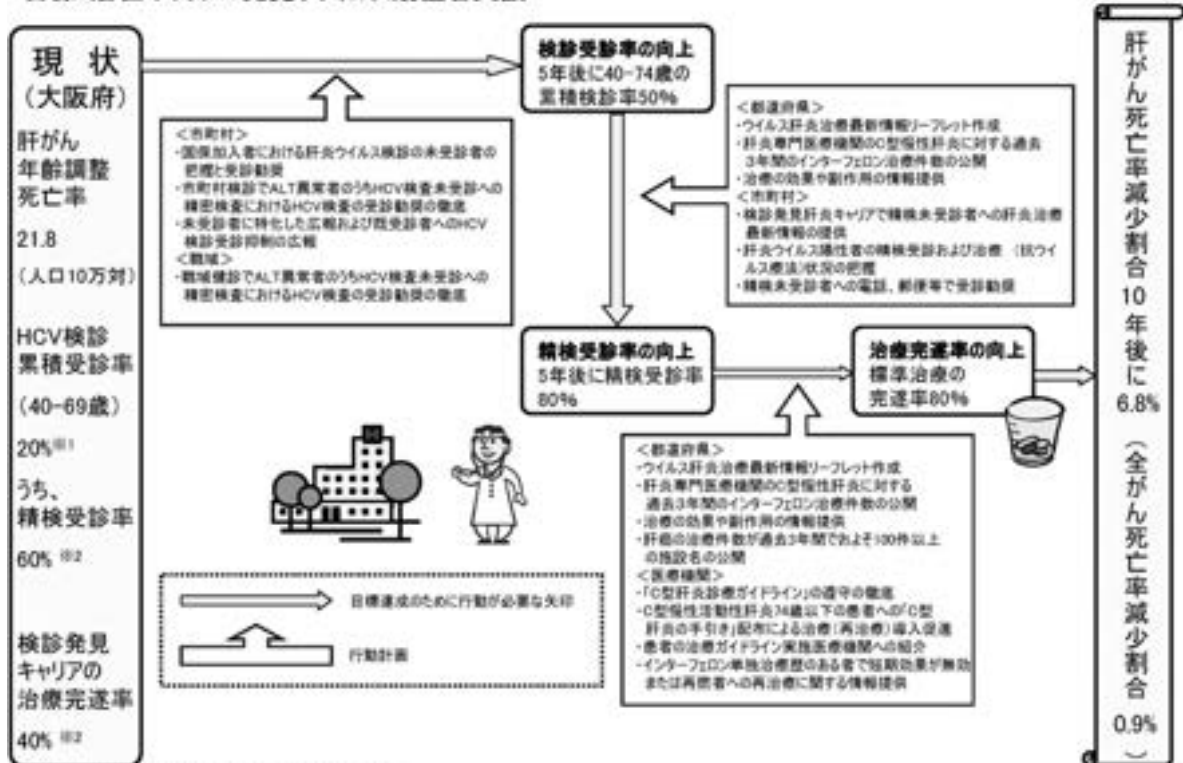 現 状
(大阪府)
肝がん
年齢調整
死亡率
21.8
(人口10万対)
HCV検診
累積受診率
(40-69歳)
20%※1
うち、
精検受診率
60% ※2
検診発見
キャリアの
治療完遂率
40% ※2
検診受診率の向上
5年後に40-74歳の
累積検診率50%
<市町村>
・国保加入者における肝炎ウイルス検診の未受診者の
把握と受診勧奨
・市町村検診でALT異常者のうちHCV検査未受診への
精密検査におけるHCV検査の受診勧奨の徹底
・未受診者に特化した広報および既受診者へのHCV
検診受診抑制の広報
<職域>
・職域健診でALT異常者のうちHCV検査未受診への
精密検査におけるHCV検査の受診勧奨の徹底
<都道府県>
・ウイルス肝炎治療最新情報リーフレット作成
・肝炎専門医療機関のC型慢性肝炎に対する過去
3年間のインターフェロン治療件数の公開
・治療の効果や副作用の情報提供
<市町村>
・検診発見肝炎キャリアで精検未受診者への肝炎治療
最新情報の提供
・肝炎ウイルス陽性者の精検受診および治療 (抗ウイ
ルス療法)状況の把握
・精検未受診者への電話、郵便等で受診勧奨
精検受診率の向上
5年後に精検受診率
80%
治療完遂率の向上
標準治療の
完遂率80%
<都道府県>
・ウイルス肝炎治療最新情報リーフレット作成
・肝炎専門医療機関のC型慢性肝炎に対する
過去3年間のインターフェロン治療件数の公開
・治療の効果や副作用の情報提供
・肝癌の治療件数が過去3年間でおよそ100件以上
の施設名の公開
<医療機関>
・「C型肝炎診療ガイドライン」の遵守の徹底
・C型慢性活動性肝炎74歳以下の患者への「C型
肝炎の手引き」配布による治療(再治療)導入促進
・患者の治療ガイドライン実施医療機関への紹介
・インターフェロン単独治療歴のある者で短期効果が無効
または再燃者への再治療に関する情報提供
目標達成のために行動が必要な矢印
行動計画
肝がん死亡率減少割合10年後に6.8%(全がん死亡率減少割合0.9%)